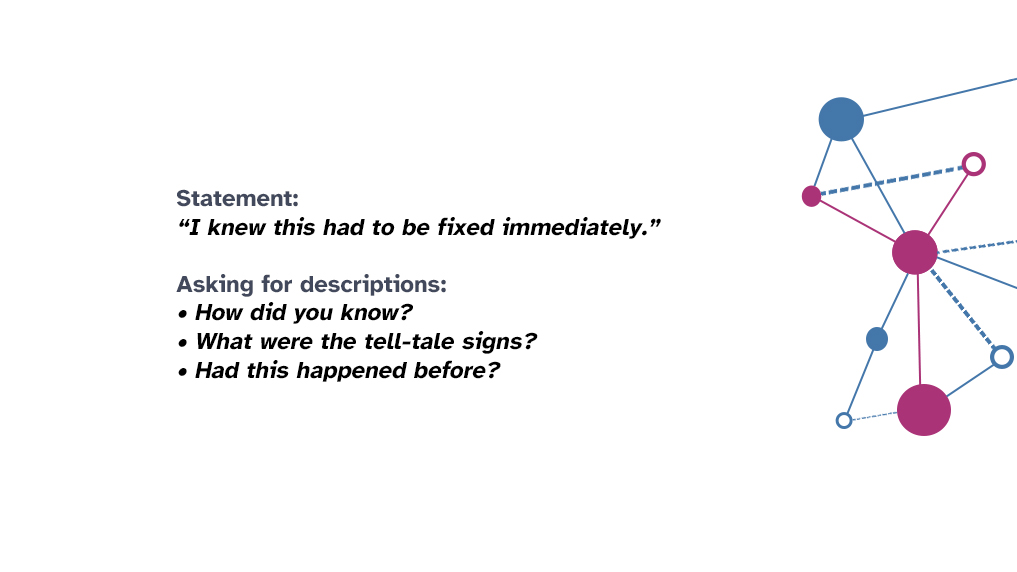 Statement:
“I knew this had to be fixed immediately.”
Asking for descriptions:
• How did you know?
• What were the tell-tale signs?
• Had this happened before?